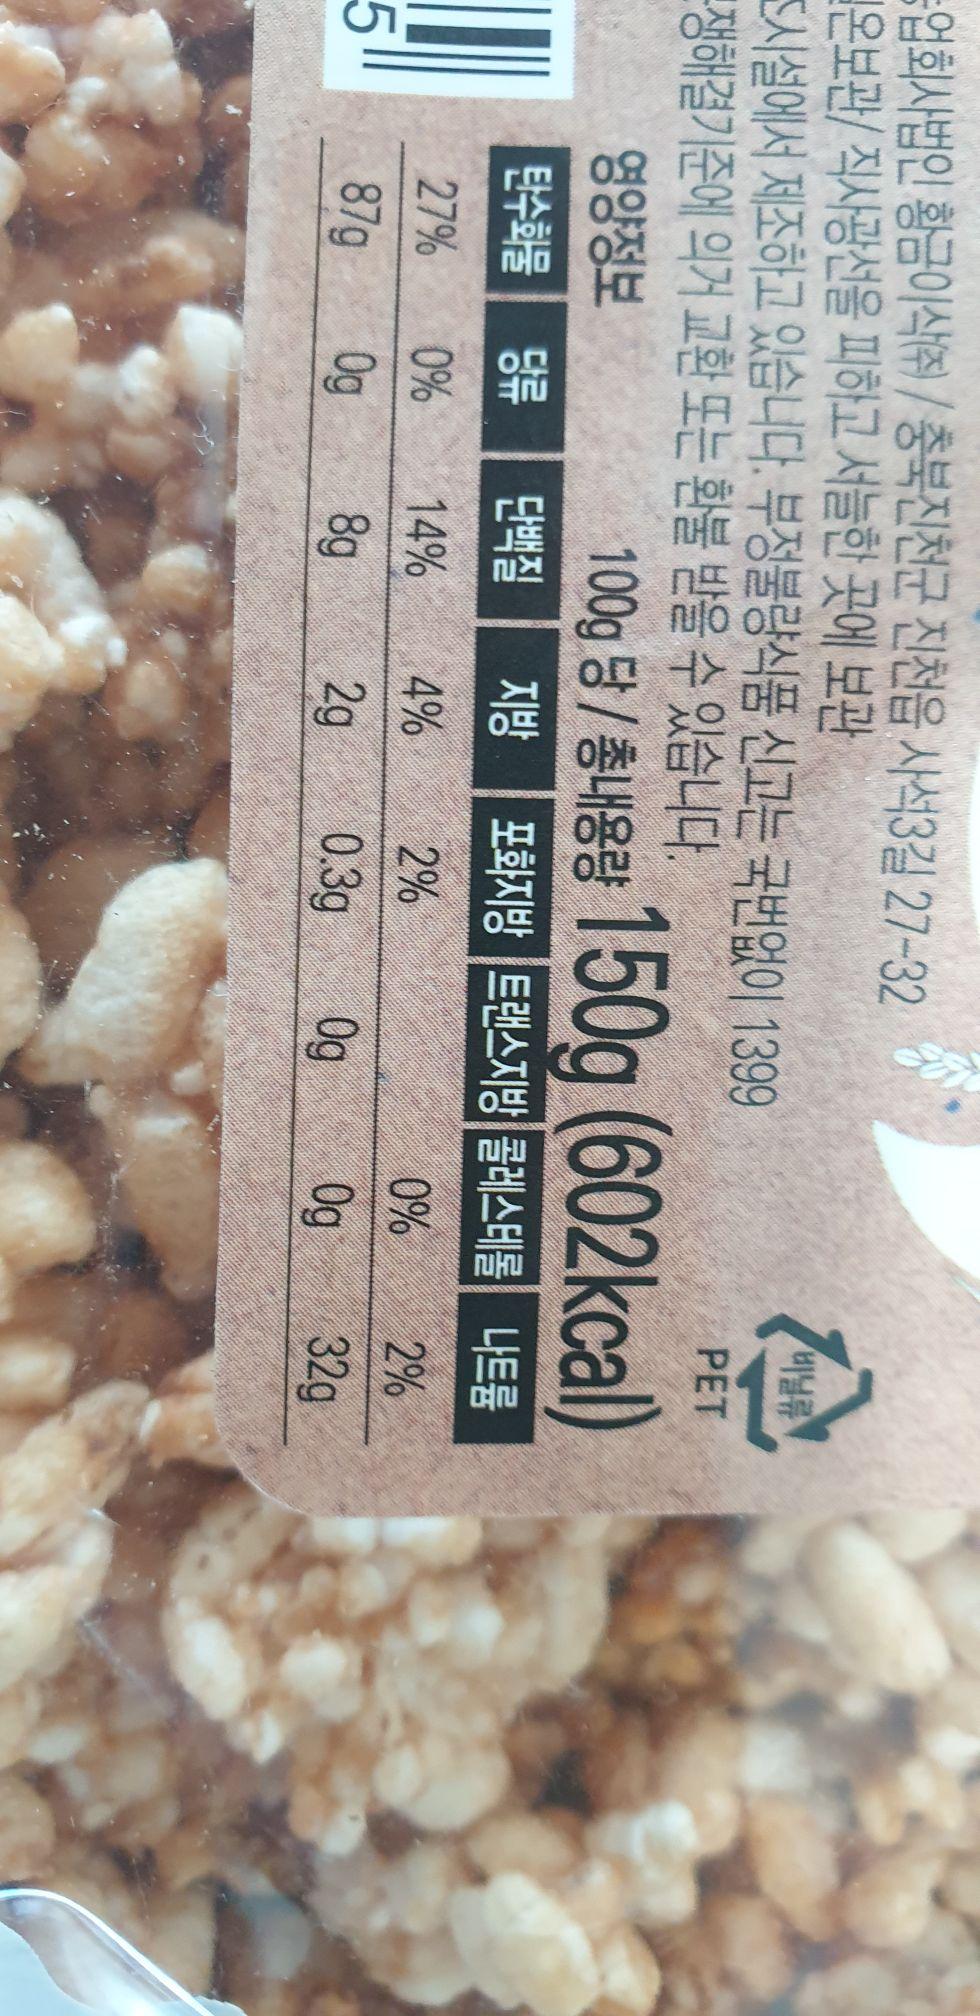 업회사법인 황금이삭㈜ / 충북 진천군 진천읍 사석3길 27-32
온보관/ 직사광선을 피하고 서늘한 곳에 보관
시설에서 제조하고 있습니다. 부정불량식품 신고는 국번없이 1399
쟁해결기준에 의거 교환 또는 환불 받을 수 있습니다.
비닐류
PET
영양정보 100g 당 / 총내용량 150g (602kcal)
탄수화물 당류 단백질 지방 포화지방 트랜스지방 콜레스테롤 나트륨
27% 0% 14% 4% 2% 0% 2%
87g 0g 8g 2g 0.3g 0g 0g 32g
5